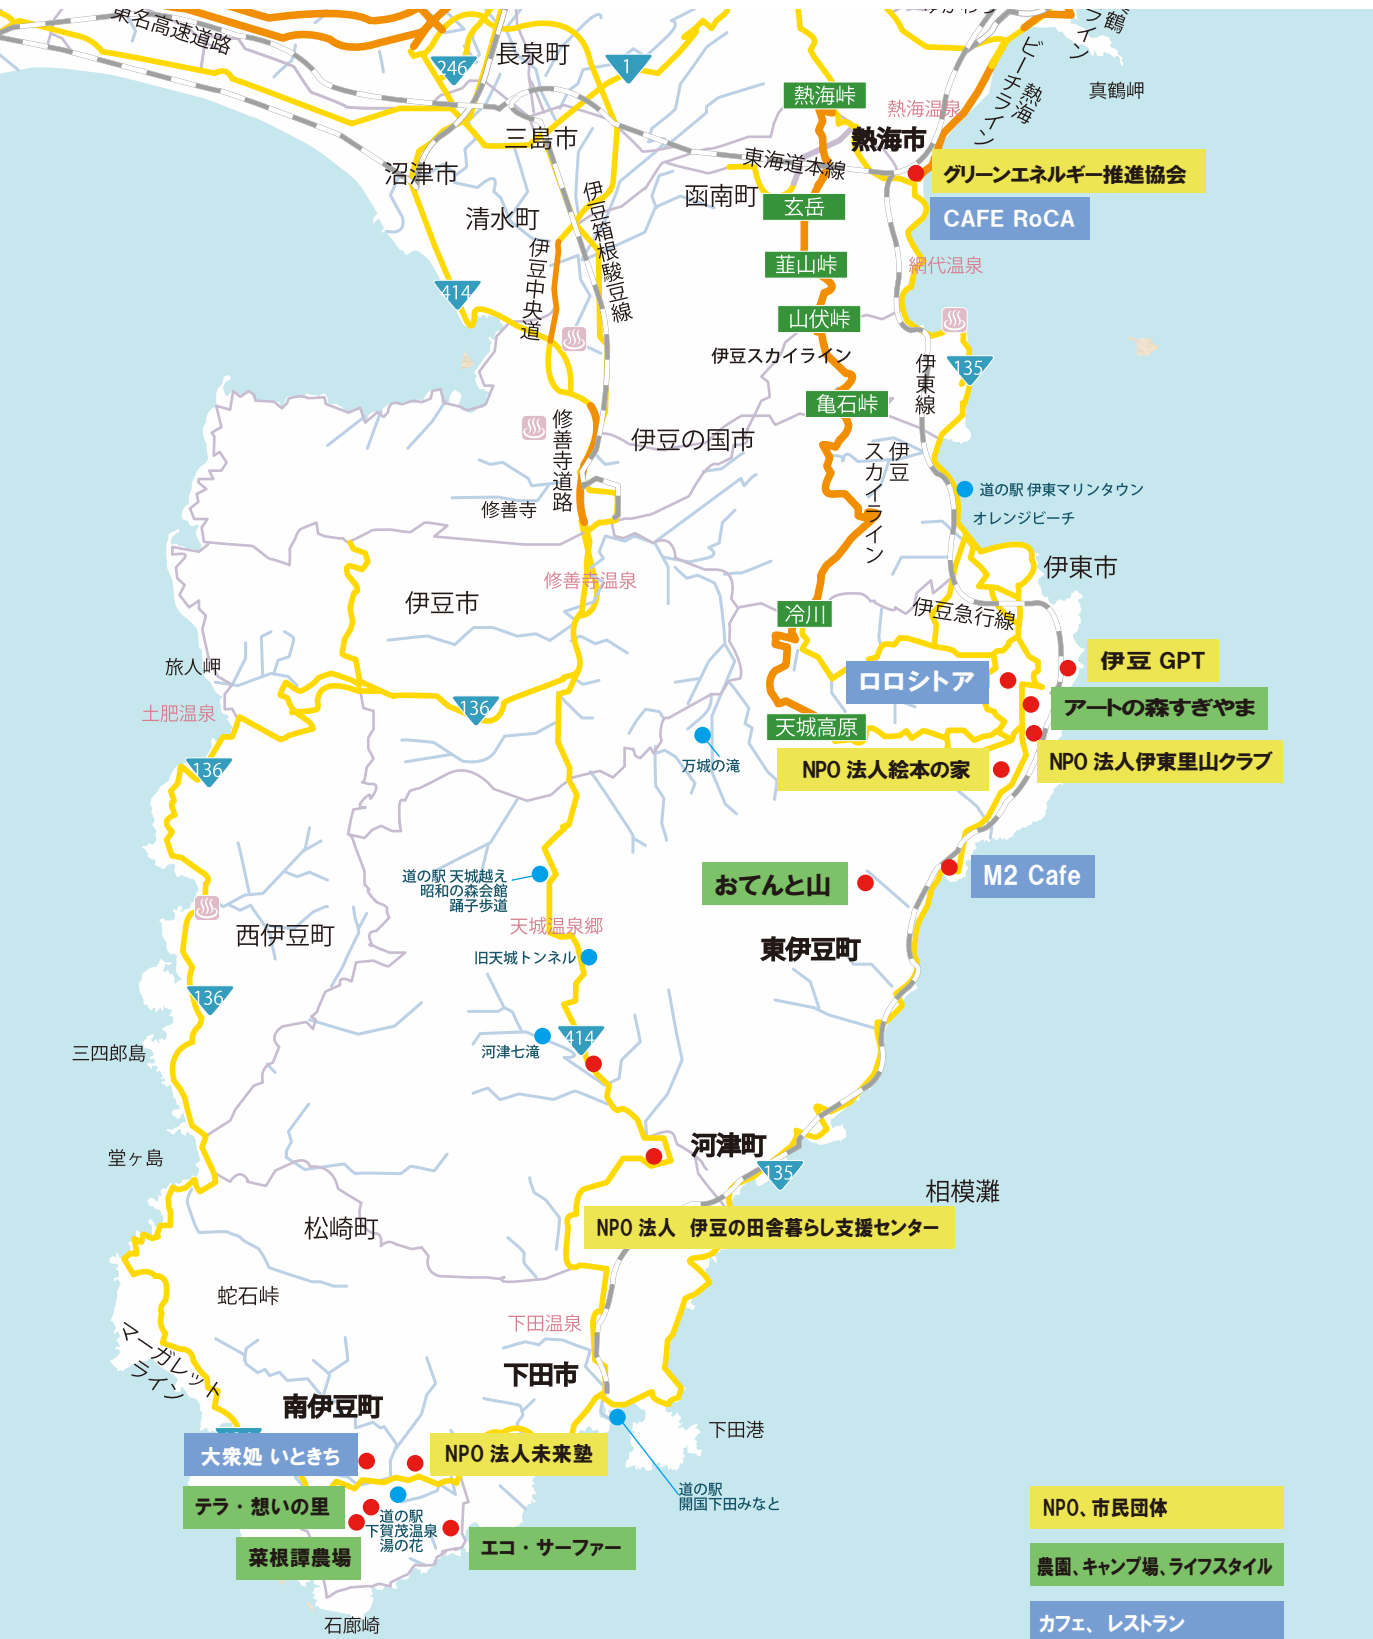 東名高速道路
長泉町
246
1
熱海峠
熱海温泉
熱海
ビーチライン
真鶴岬
三島市
熱海市
東海道本線
沼津市
函南町
グリーンエネルギー推進協会
玄岳
CAFE RoCA
清水町
伊豆箱根駿豆線
伊豆中央道
韮山峠
網代温泉
414
山伏峠
伊豆スカイライン
伊東線
135
亀石峠
修善寺道路
伊豆の国市
伊豆
スカイライン
道の駅 伊東マリンタウン
修善寺
オレンジビーチ
伊東市
修善寺温泉
伊豆市
冷川
伊豆急行線
旅人岬
伊豆 GPT
ロロシトア
土肥温泉
136
アートの森すぎやま
天城高原
136
万城の滝
NPO 法人絵本の家
NPO 法人伊東里山クラブ
道の駅 天城越え
昭和の森会館
踊子歩道
おてんと山
M2 Cafe
天城温泉郷
西伊豆町
東伊豆町
旧天城トンネル
136
414
三四郎島
河津七滝
河津町
堂ヶ島
135
相模灘
松崎町
NPO 法人 伊豆の田舎暮らし支援センター
蛇石峠
マーガレット
ライン
下田温泉
下田市
南伊豆町
下田港
大衆処 いときち
NPO 法人未来塾
道の駅
開国下田みなと
テラ・想いの里
道の駅
下賀茂温泉
湯の花
菜根譚農場
エコ・サーファー
石廊崎
NPO、市民団体
農園、キャンプ場、ライフスタイル
カフェ、レストラン